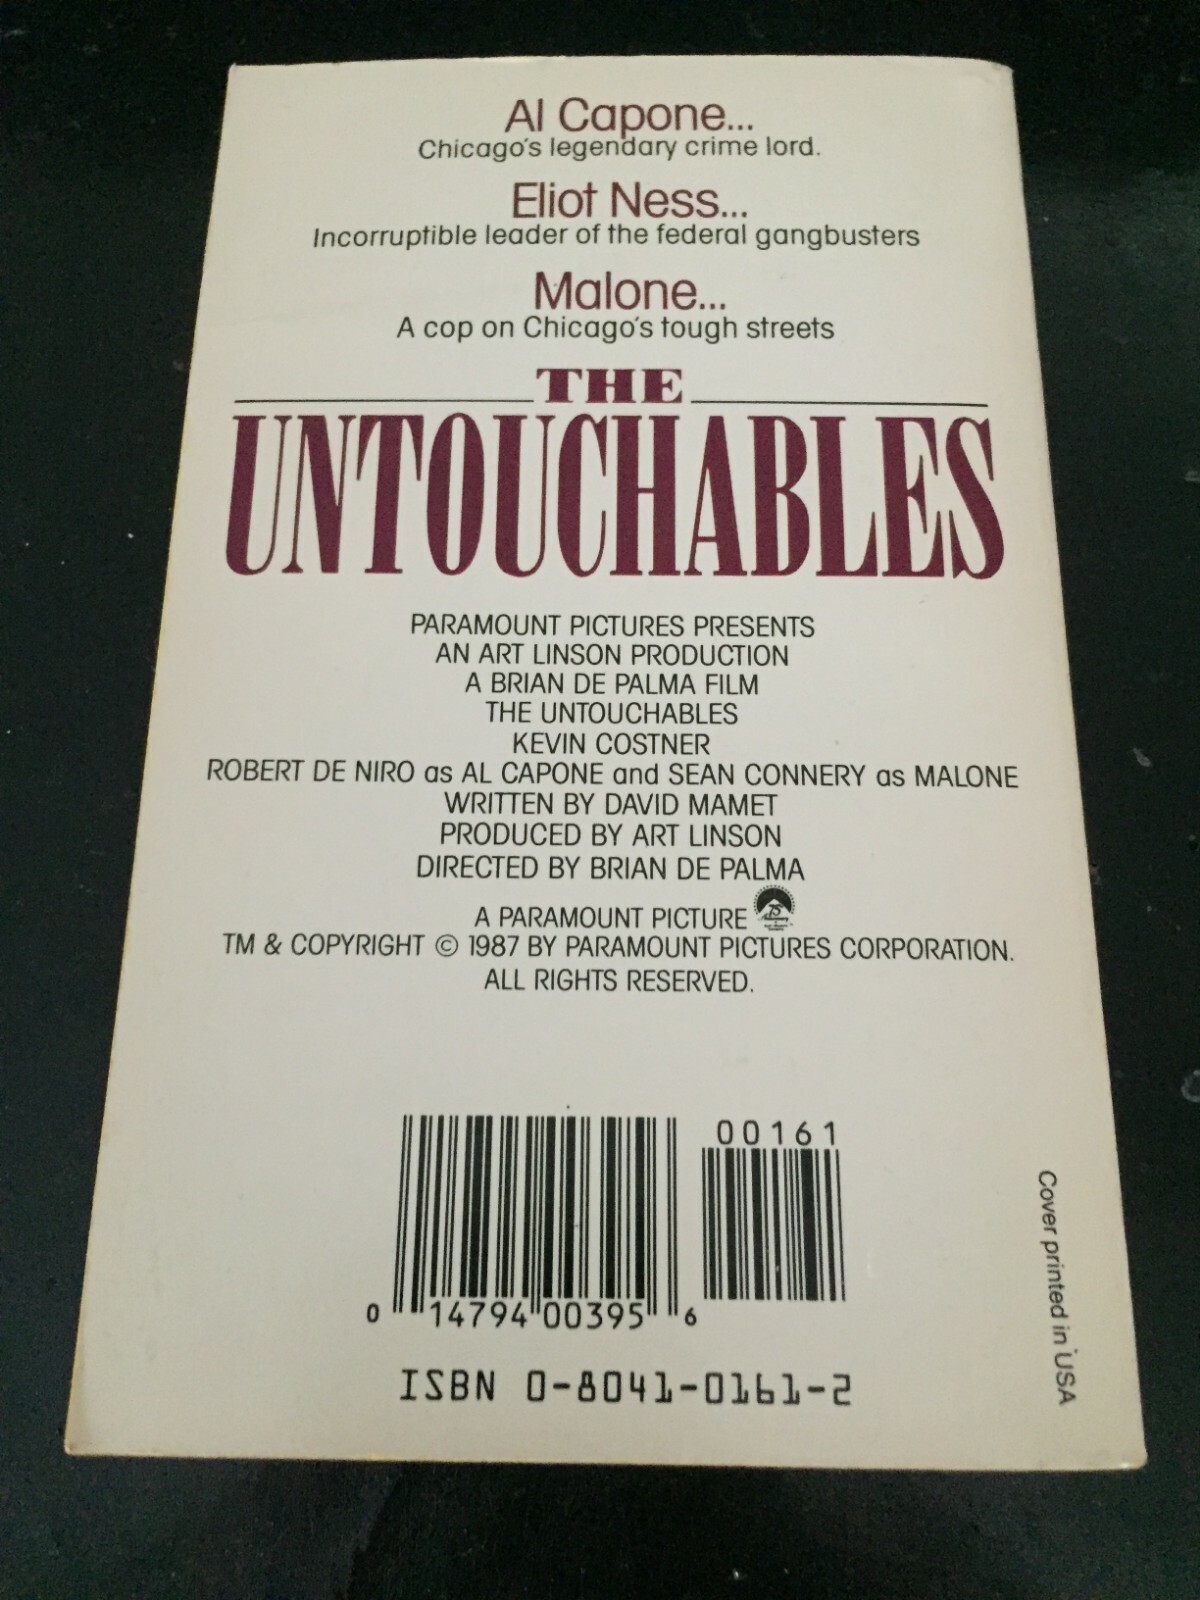 Al Capone...
Chicago's legendary crime lord.
Eliot Ness...
Incorruptible leader of the federal gangbusters
Malone...
A cop on Chicago's tough streets
THE
UNTOUCHABLES
PARAMOUNT PICTURES PRESENTS
AN ART LINSON PRODUCTION
A BRIAN DE PALMA FILM
THE UNTOUCHABLES
KEVIN COSTNER
ROBERT DE NIRO as AL CAPONE and SEAN CONNERY as MALONE
WRITTEN BY DAVID MAMET
PRODUCED BY ART LINSON
DIRECTED BY BRIAN DE PALMA
A PARAMOUNT PICTURE
TM & COPYRIGHT © 1987 BY PARAMOUNT PICTURES CORPORATION.
ALL RIGHTS RESERVED.
00161
0 14794 00395 6
ISBN 0-8041-0161-2
Cover printed in USA